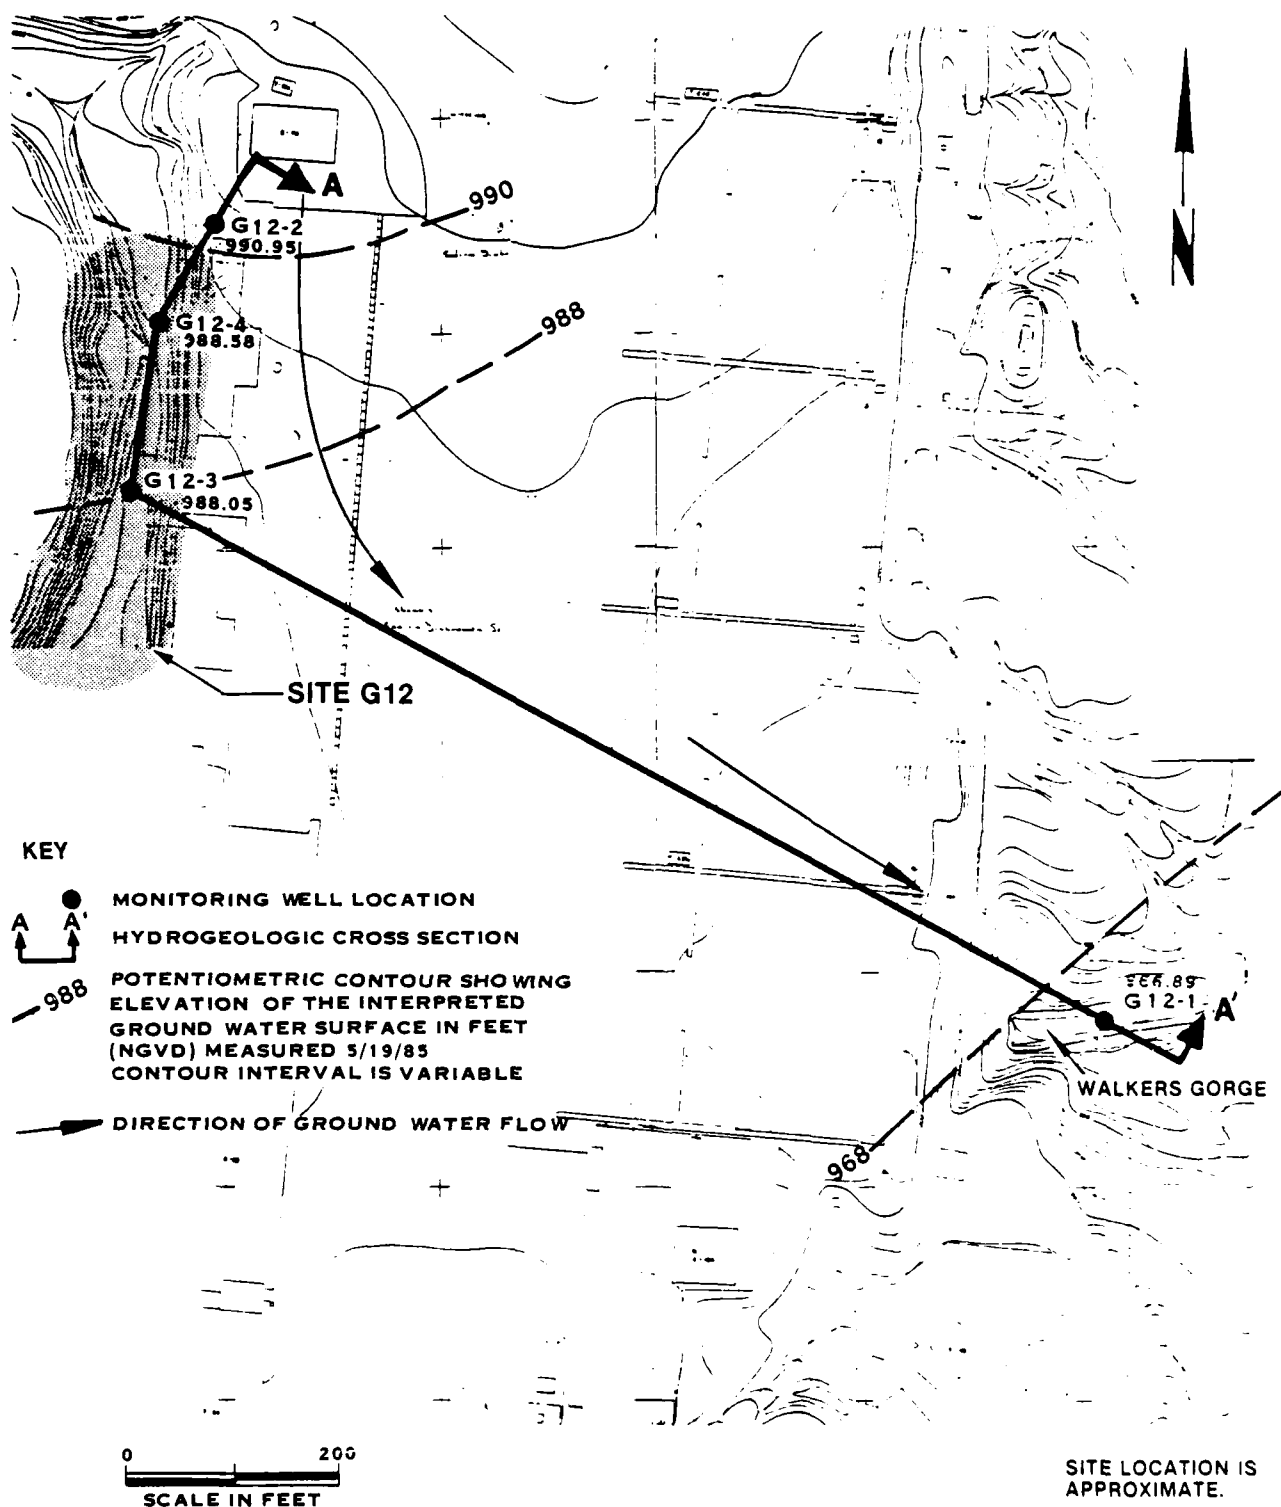 A
990
G12-2
990.95
988
G12-4
988.58
G12-3
988.05
N
SITE G12
KEY
MONITORING WELL LOCATION
A A'
HYDROGEOLOGIC CROSS SECTION
988
POTENTIOMETRIC CONTOUR SHOWING
ELEVATION OF THE INTERPRETED
GROUND WATER SURFACE IN FEET
(NGVD) MEASURED 5/19/85
CONTOUR INTERVAL IS VARIABLE
DIRECTION OF GROUND WATER FLOW
G12-1
A'
WALKERS GORGE
968
0 200
SCALE IN FEET
SITE LOCATION IS
APPROXIMATE.